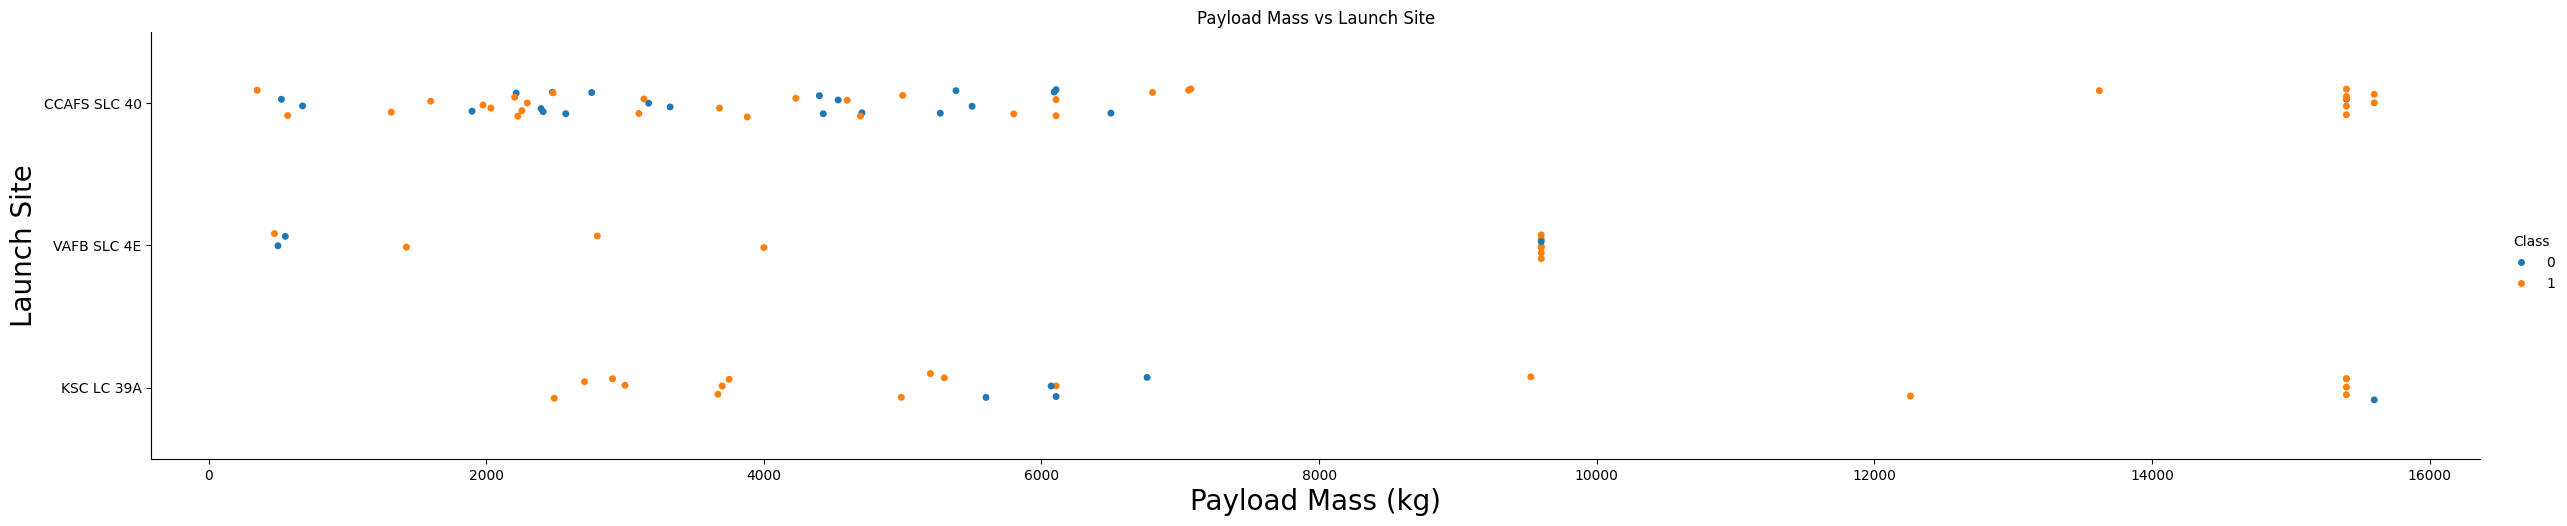 Payload Mass vs Launch Site
Launch Site
CCAFS SLC 40
VAFB SLC 4E
KSC LC 39A
0 2000 4000 6000 8000 10000 12000 14000 16000
Payload Mass (kg)
Class
0
1